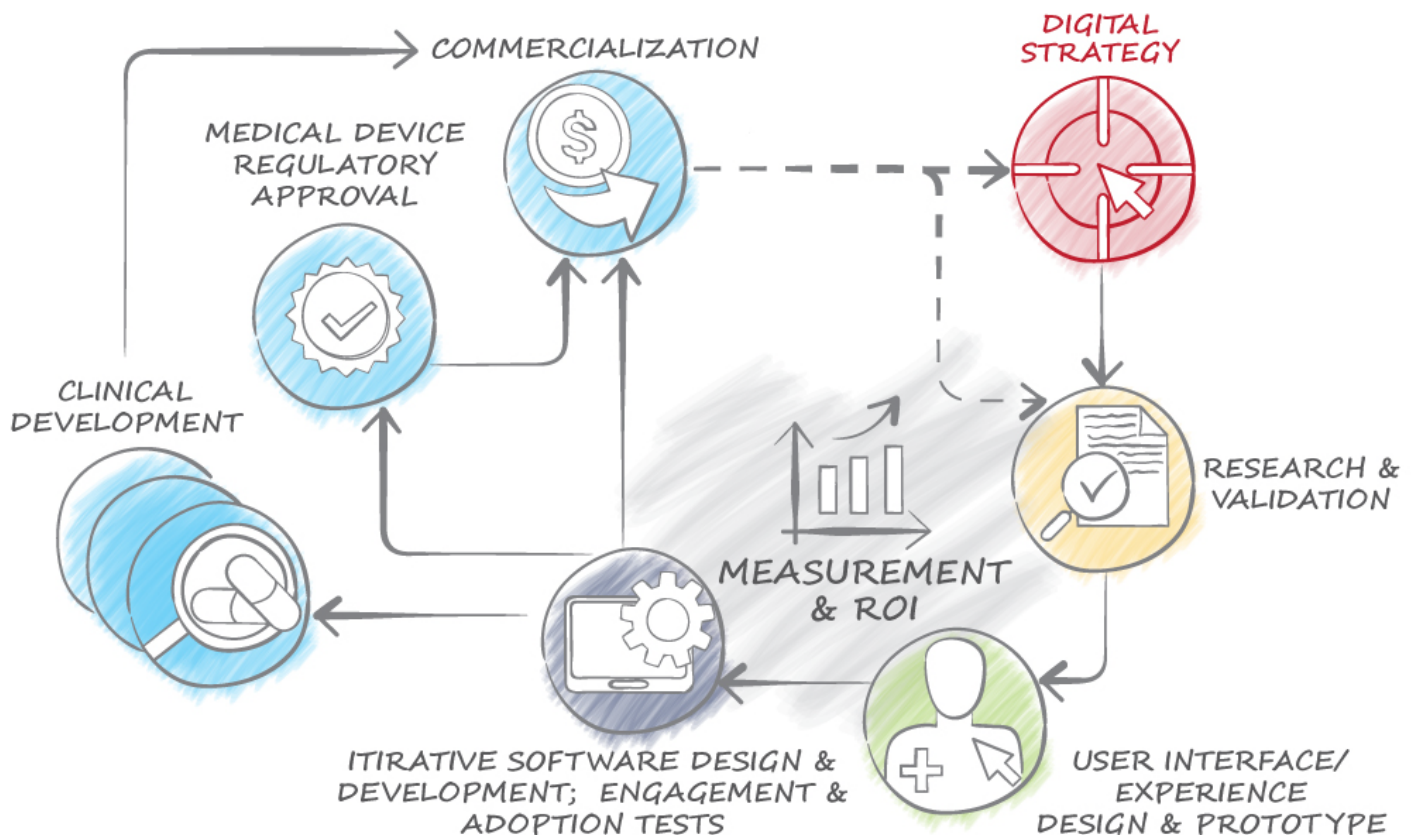 COMMERCIALIZATION
DIGITAL
STRATEGY
MEDICAL DEVICE
REGULATORY
APPROVAL
$
CLINICAL
DEVELOPMENT
RESEARCH &
VALIDATION
MEASUREMENT
& ROI
ITIRATIVE SOFTWARE DESIGN &
DEVELOPMENT; ENGAGEMENT &
ADOPTION TESTS
USER INTERFACE/
EXPERIENCE
DESIGN & PROTOTYPE